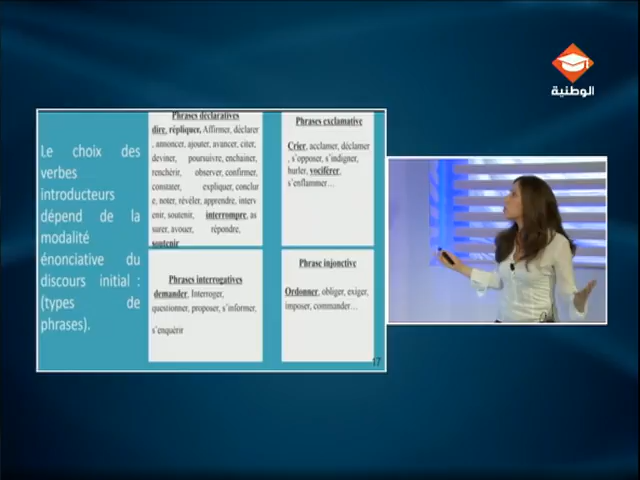 الوطنية
Le choix des
verbes
introducteurs
dépend de la
modalité
énonciative du
discours initial :
(types de
phrases).
Phrases déclaratives
dire, répliquer, Affirmer, déclarer
, annoncer, ajouter, avancer, citer,
deviner, poursuivre, enchainer,
renchérir, observer, confirmer,
constater, expliquer, conclur
e, noter, révéler, apprendre, interv
enir, soutenir, interrompre, as
surer, avouer, répondre,
soutenir
Phrases exclamative
Crier, acclamer, déclamer
, s'opposer, s'indigner,
hurler, vociférer,
s'enflammer...
Phrases interrogatives
demander, Interroger,
questionner, proposer, s'informer,
s'enquérir
Phrase injonctive
Ordonner, obliger, exiger,
imposer, commander...
17